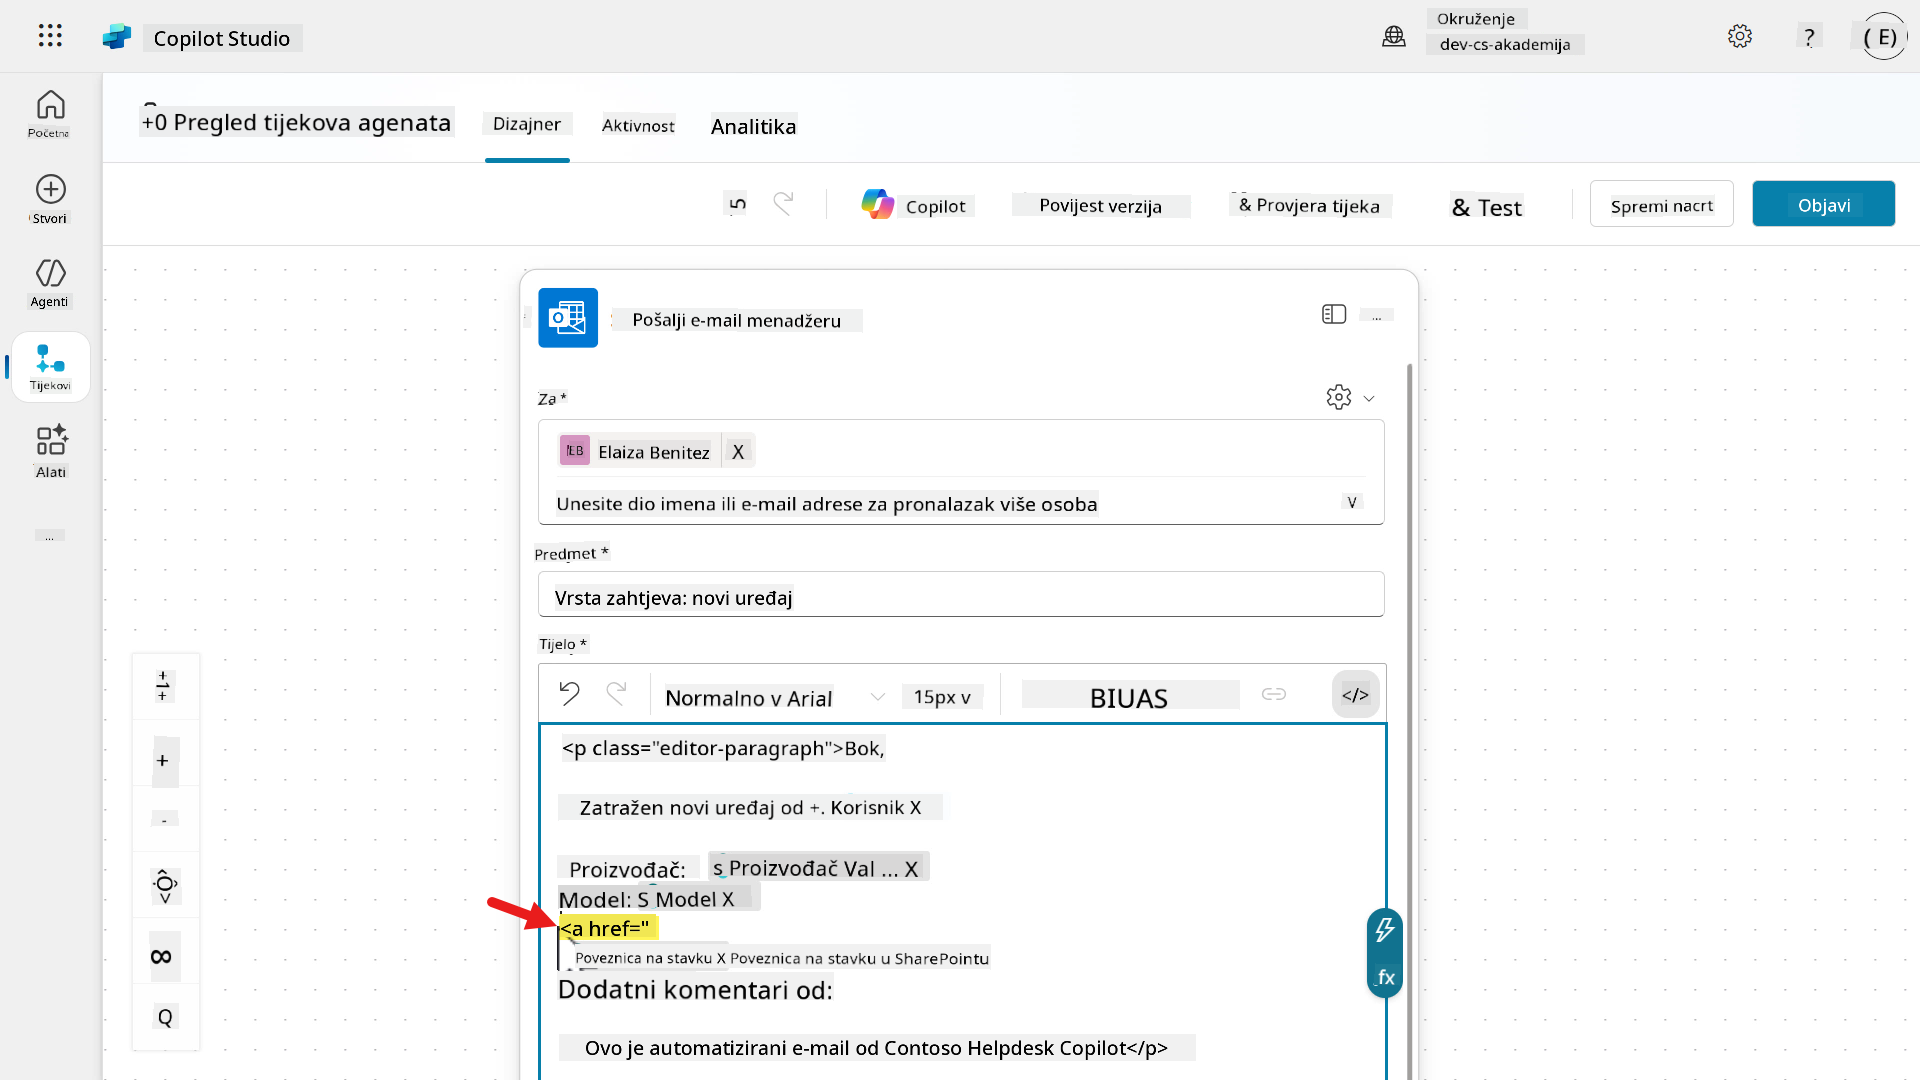 Copilot Studio
Okruženje
dev-cs-akademija
?
( E)
Početna
Stvori
Agenti
Tijekovi
Alati
...
+0 Pregled tijekova agenata
Dizajner
Aktivnost
Analitika
Copilot
Povijest verzija
& Provjera tijeka
& Test
Spremi nacrt
Objavi
Pošalji e-mail menadžeru
...
Za *
EB Elaiza Benitez X
Unesite dio imena ili e-mail adrese za pronalazak više osoba V
Predmet *
Vrsta zahtjeva: novi uređaj
Tijelo *
Normalno v Arial
15px v
BIUAS
</>
<p class="editor-paragraph">Bok,
Zatražen novi uređaj od +. Korisnik X
Proizvođač: s Proizvođač Val ... X
Model: S Model X
<a href="
Poveznica na stavku X Poveznica na stavku u SharePointu
Dodatni komentari od:
Ovo je automatizirani e-mail od Contoso Helpdesk Copilot</p>
fx
+
-
Q